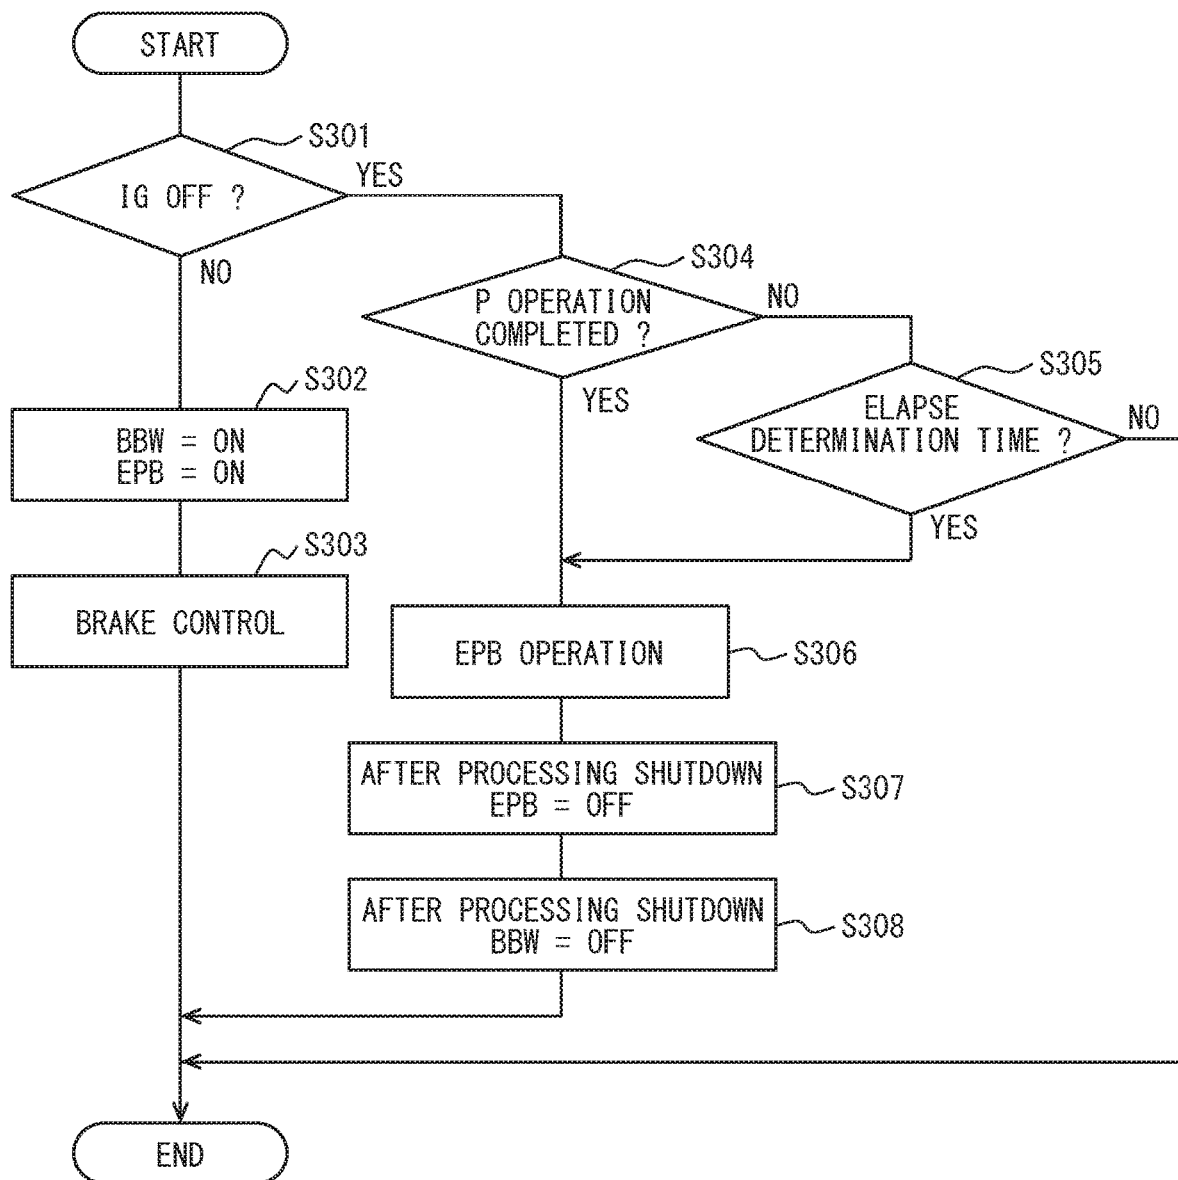 START
S301
IG OFF ?
YES
NO
S304
P OPERATION
COMPLETED ?
NO
YES
S305
ELAPSE
DETERMINATION TIME ?
NO
YES
S302
BBW = ON
EPB = ON
S303
BRAKE CONTROL
EPB OPERATION
S306
AFTER PROCESSING SHUTDOWN
EPB = OFF
S307
AFTER PROCESSING SHUTDOWN
BBW = OFF
S308
END